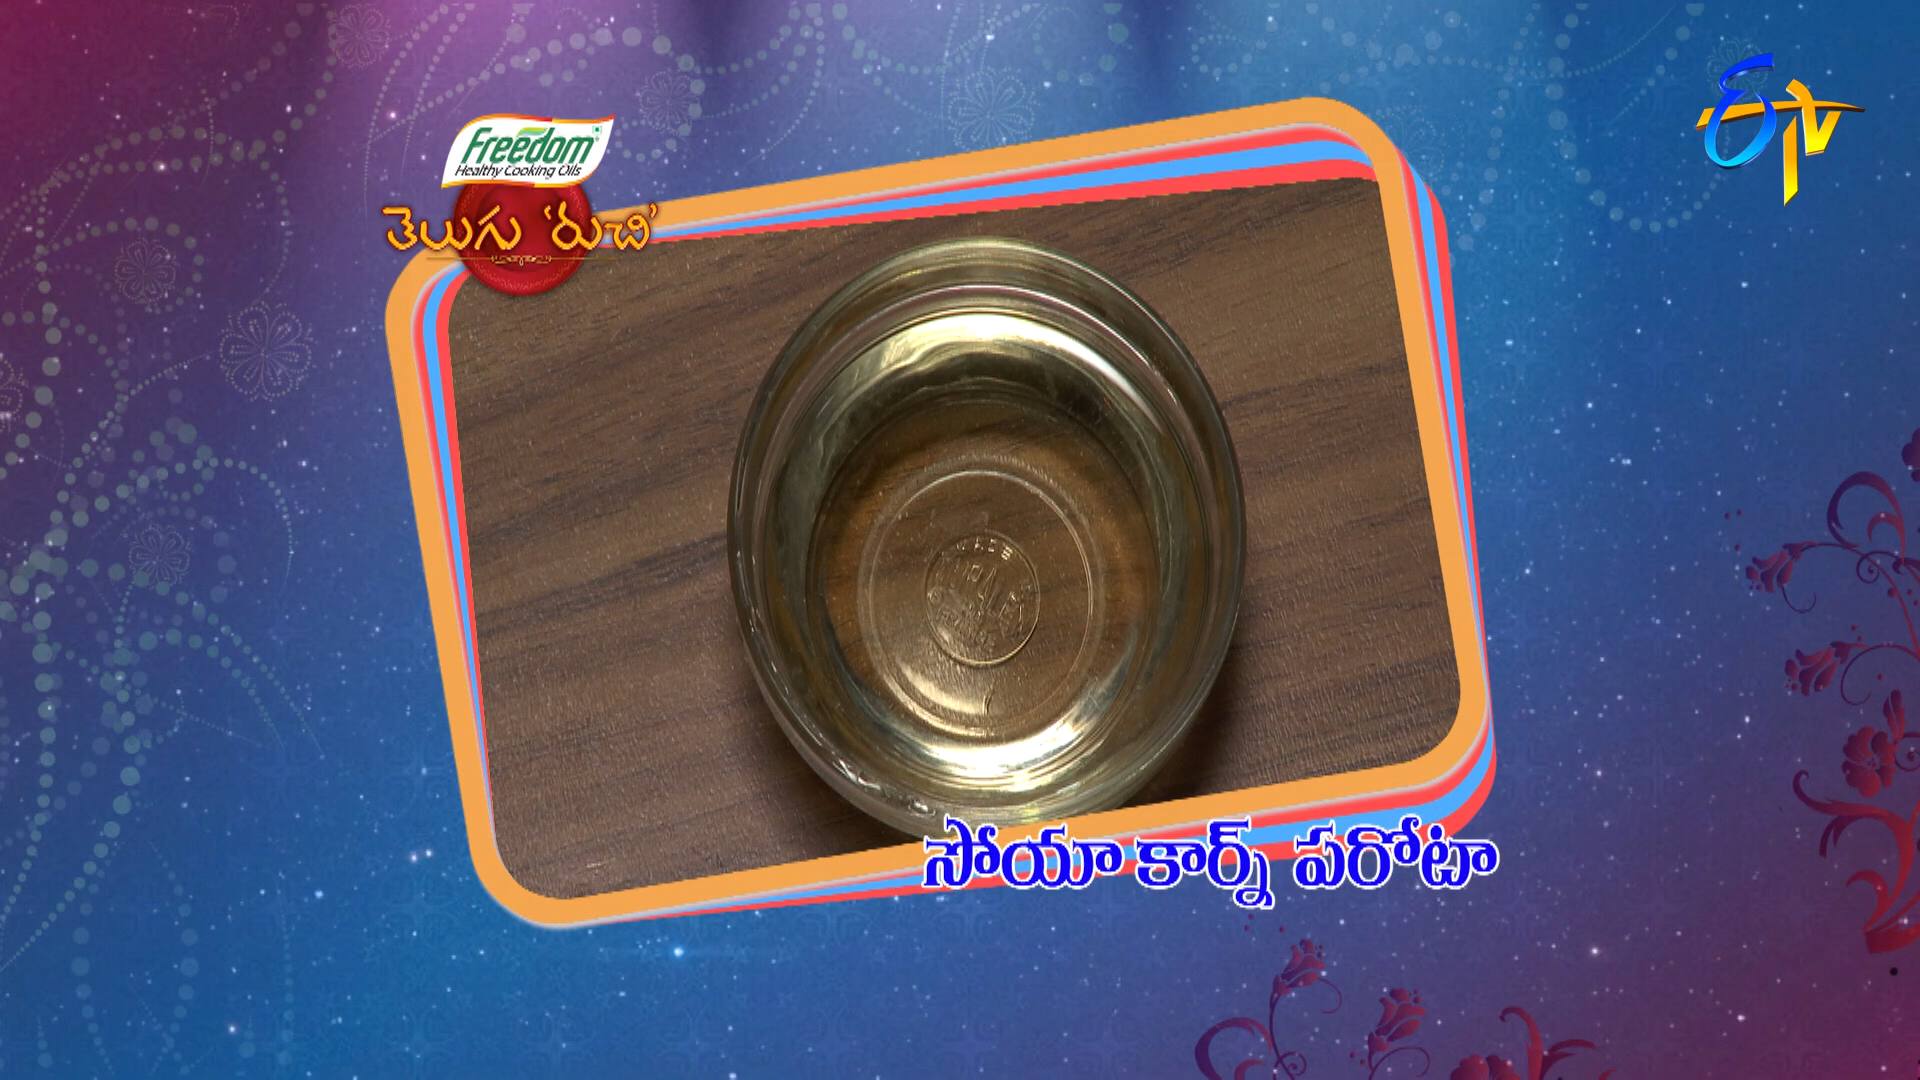 Freedom
Healthy Cooking Oils
తెలుగు 'రుచి'
ETV
సోయా కార్న్ పరోటా